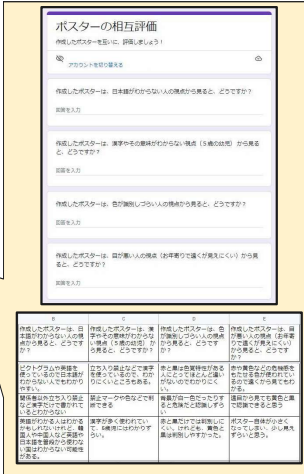 ポスターの相互評価
作成したポスターを互いに、評価しましょう!
アカウントを切り替える
作成したポスターは、日本語がわからない人の視点から見ると、どうですか?
回答を入力
作成したポスターは、漢字やその意味がわからない視点(5歳の幼児)から見る
と、どうですか?
回答を入力
作成したポスターは、色が識別しづらい人の視点から見ると、どうですか?
回答を入力
作成したポスターは、目が悪い人の視点(お年寄りで遠くが見えにくい)から見
ると、どうですか?
回答を入力
B
C
D
E
作成したポスターは、日
本語がわからない人の視
点から見ると、どうです
か?
作成したポスターは、漢
字やその意味がわからな
い視点(5歳の幼児)か
ら見ると、どうですか?
作成したポスターは、色
が識別しづらい人の視点
から見ると、どうです
か?
作成したポスターは、目
が悪い人の視点(お年寄
りで遠くが見えにくい)
から見ると、どうです
か?
ピクトグラムや英語を
使っているので日本語が
わからない人でもわかり
やすい。
立ち入り禁止などで漢字
を使っているので、わか
りにくいところもある。
赤と黒は色覚特性がある
人にとってほとんど違い
がないのでわかりにく
い。
赤や黄色などの危険感を
もたせる色が使われてい
るので遠くから見てもわ
かる。
関係者以外立ち入り禁止
など漢字だけで書かれて
いるとわからない
禁止マークや色などで判
断できる
背景が白一色だったりす
ると危険だと認識しずら
い
遠目から見ても黄色と黒
で認識できると思う
英語がわかる人はわかる
かもしれないけれど、韓
国人や中国人など英語や
日本語を普段から使わな
い国はわからない可能性
がある。
漢字が多く使われてい
て、5歳児にはわかりず
らい。
赤と黒だけでは判別しに
くい。けれども、黄色と
黒は判別しやすかった。
ポスター自体が小さく
なってしまい、少し見え
ずらいと思う。